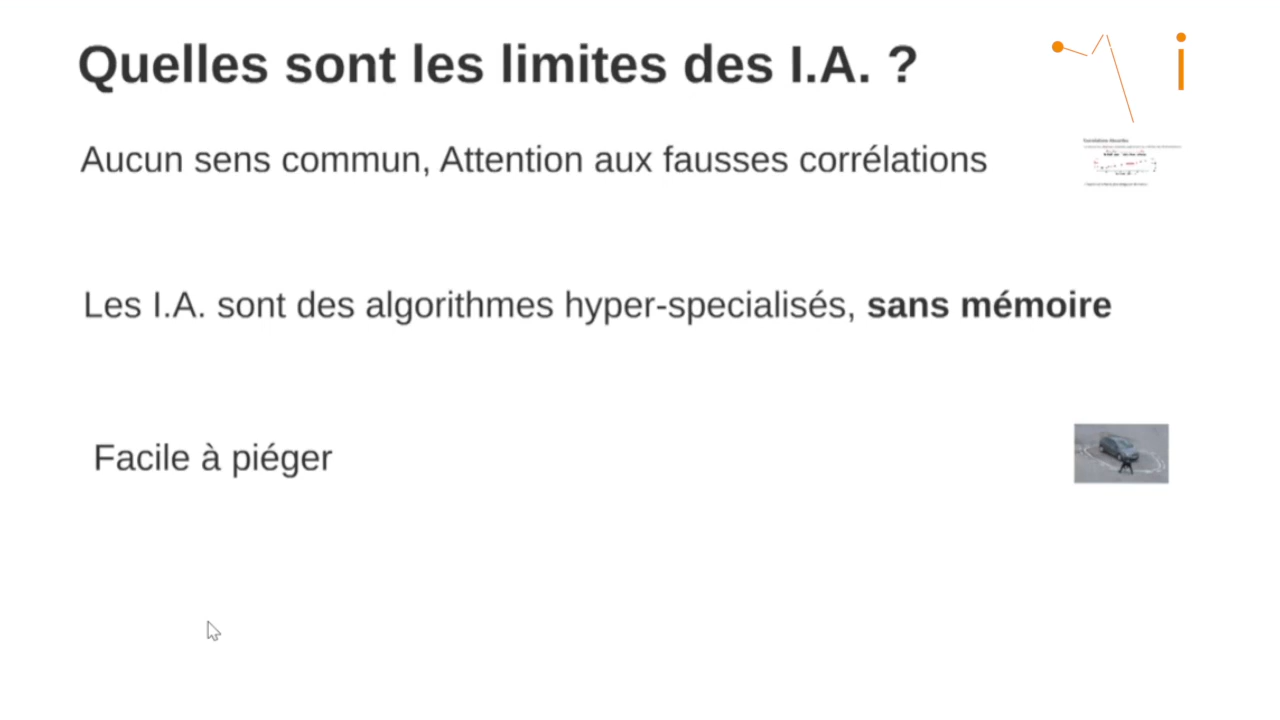 Quelles sont les limites des I.A. ?
Aucun sens commun, Attention aux fausses corrélations
Les I.A. sont des algorithmes hyper-specialisés, sans mémoire
Facile à piéger